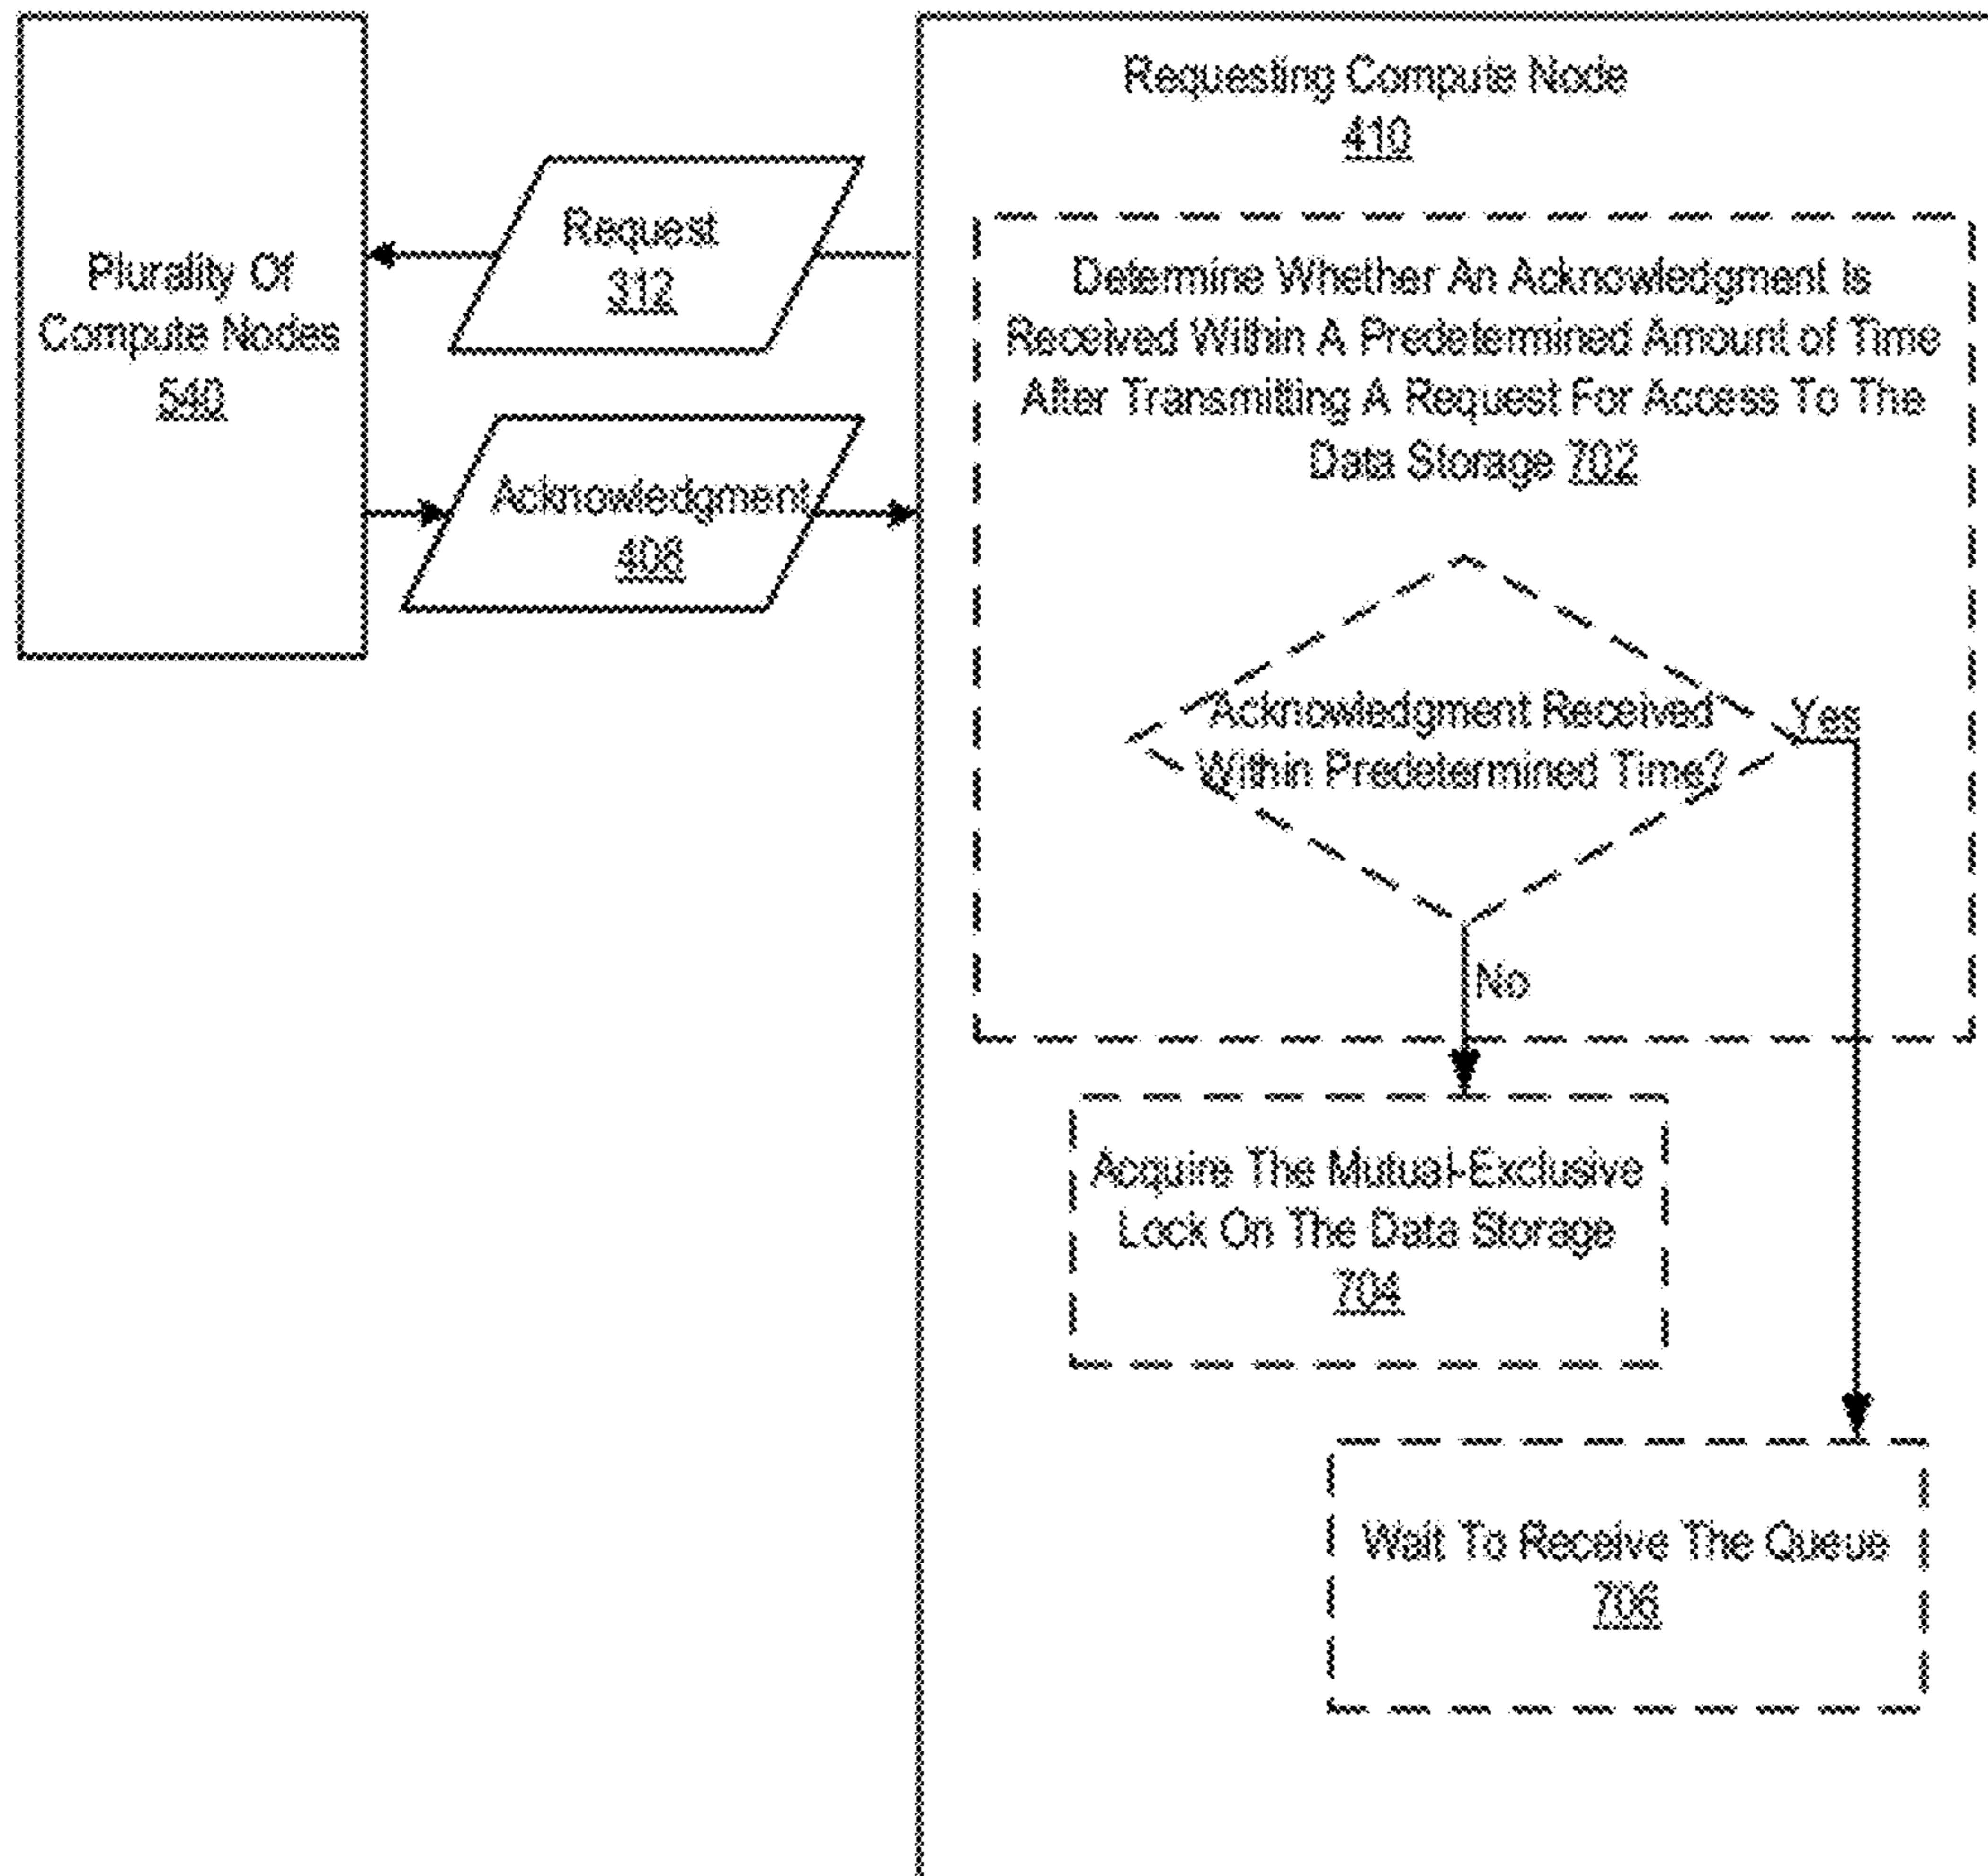 Plurality Of
Compute Nodes
540
Request
312
Acknowledgment
408
Requesting Compute Node
410
Determine Whether An Acknowledgment Is
Received Within A Predetermined Amount of Time
After Transmitting A Request For Access To The
Data Storage 702
Acknowledgment Received
Within Predetermined Time?
Yes
No
Acquire The Mutual-Exclusive
Lock On The Data Storage
704
Wait To Receive The Queue
706